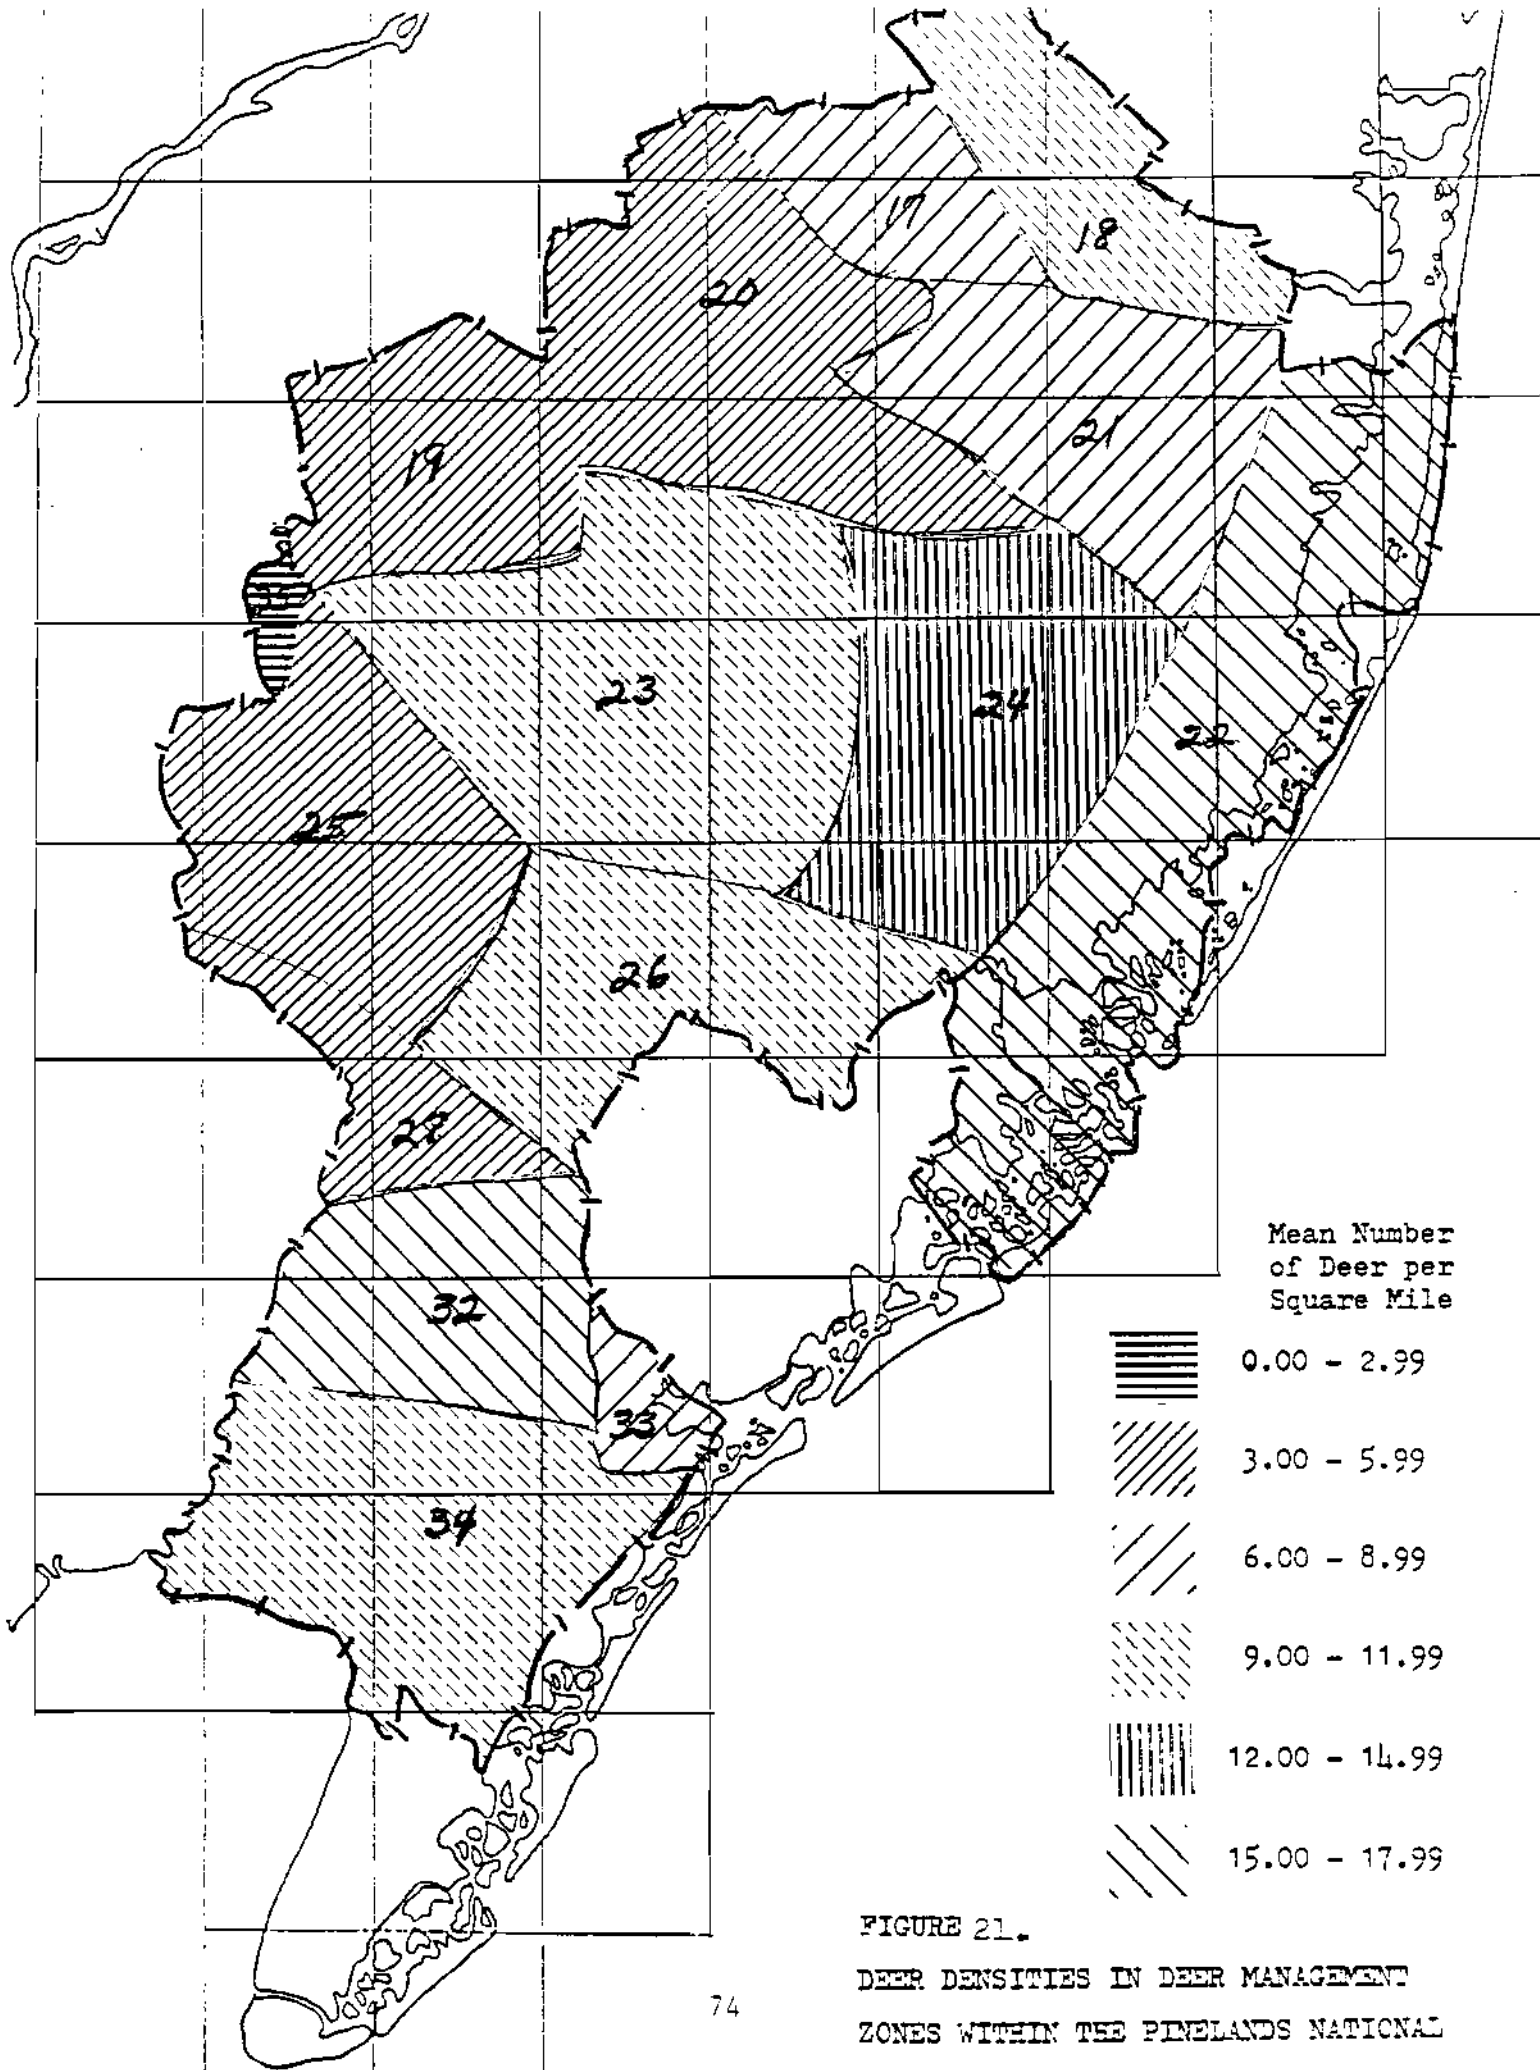 17
18
20
19
21
23
24
22
25
26
32
33
34
Mean Number
of Deer per
Square Mile
0.00 - 2.99
3.00 - 5.99
6.00 - 8.99
9.00 - 11.99
12.00 - 14.99
15.00 - 17.99
FIGURE 21.
DEER DENSITIES IN DEER MANAGEMENT
74
ZONES WITHIN THE PINELANDS NATIONAL